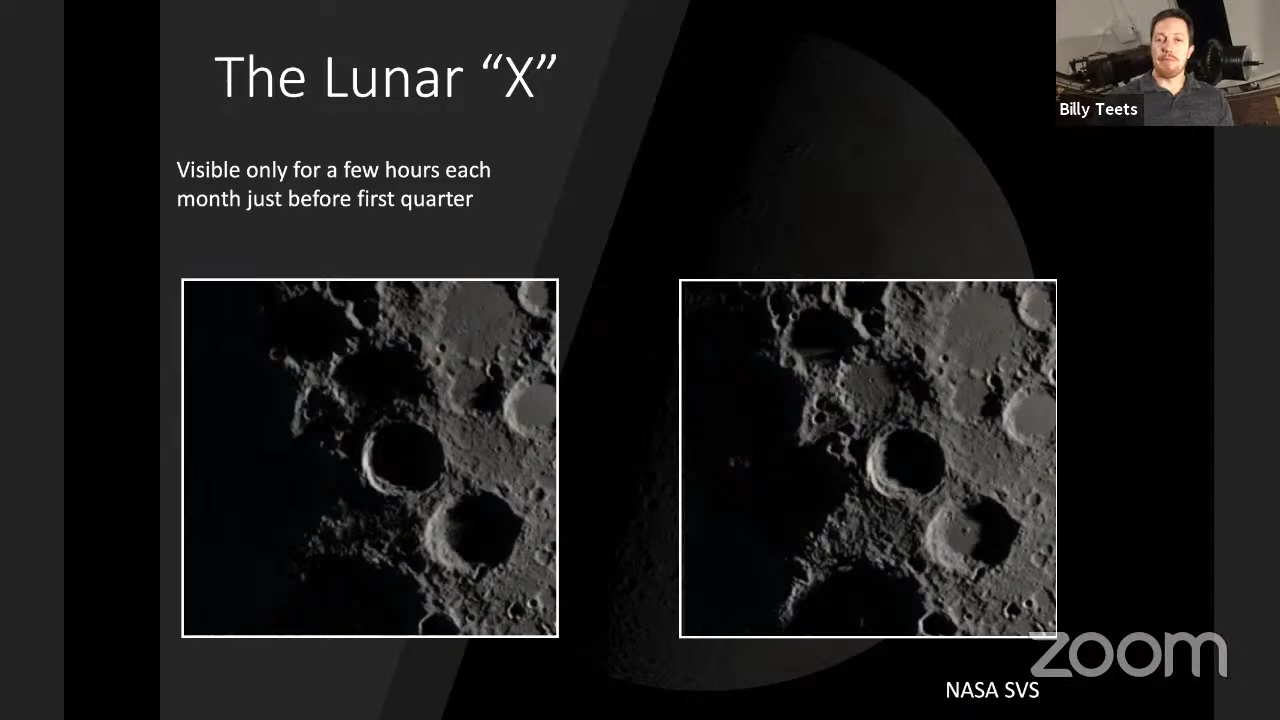 The Lunar “X”
Billy Teets
Visible only for a few hours each
month just before first quarter
zoom
NASA SVS